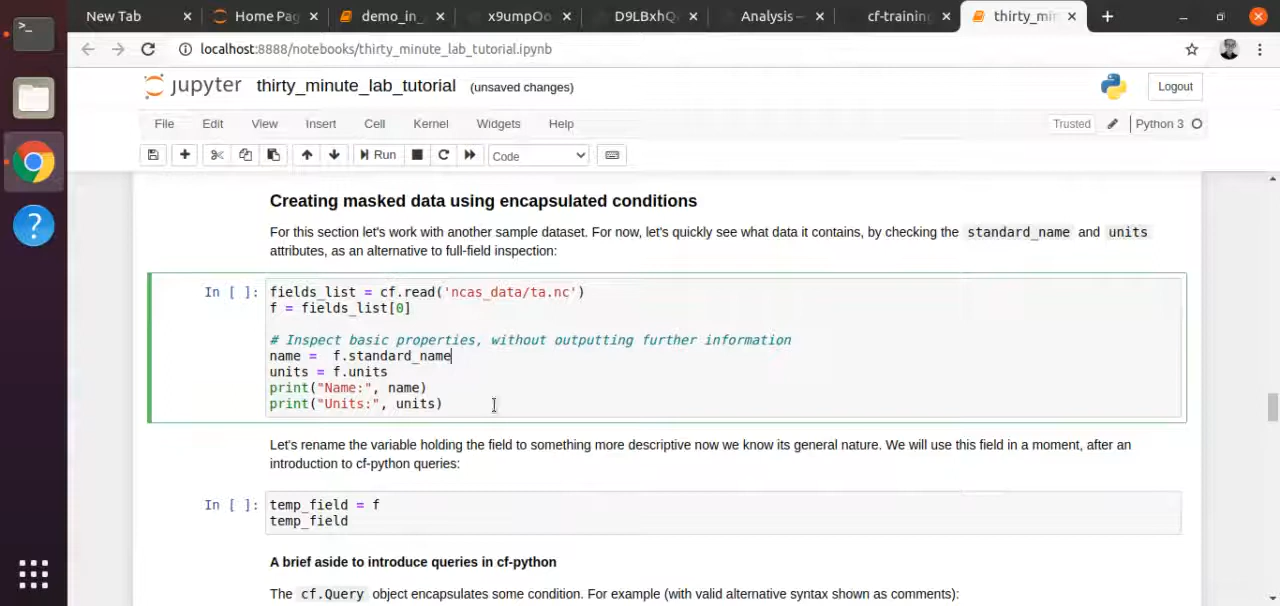 New Tab
Home Pag
demo_in_
x9umpOo
D9LBxhQ
Analysis –
cf-training
thirty_min
localhost:8888/notebooks/thirty_minute_lab_tutorial.ipynb
jupyter thirty_minute_lab_tutorial (unsaved changes)
Logout
File Edit View Insert Cell Kernel Widgets Help
Trusted Python 3
Run Code
Creating masked data using encapsulated conditions
For this section let's work with another sample dataset. For now, let's quickly see what data it contains, by checking the standard_name and units
attributes, as an alternative to full-field inspection:
In [ ]: fields_list = cf.read('ncas_data/ta.nc')
f = fields_list[0]
# Inspect basic properties, without outputting further information
name =  f.standard_name
units = f.units
print("Name:", name)
print("Units:", units)
Let's rename the variable holding the field to something more descriptive now we know its general nature. We will use this field in a moment, after an
introduction to cf-python queries:
In [ ]: temp_field = f
temp_field
A brief aside to introduce queries in cf-python
The cf.Query object encapsulates some condition. For example (with valid alternative syntax shown as comments):